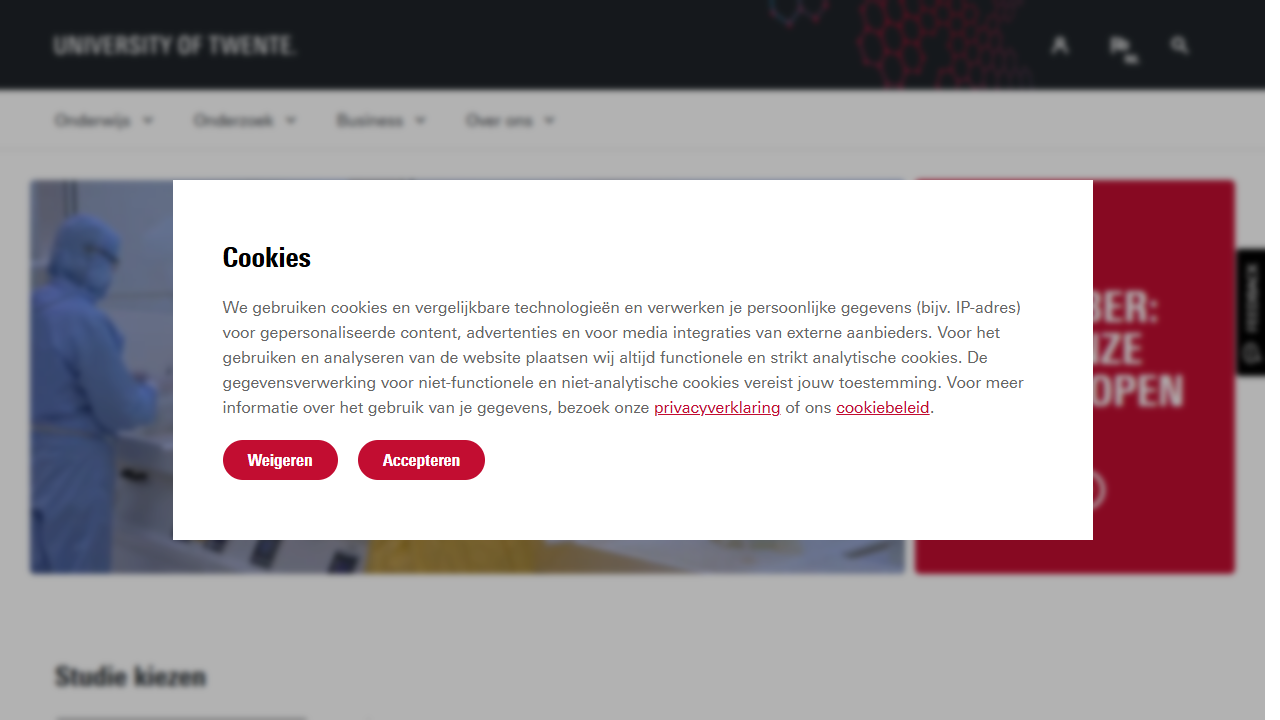 UNIVERSITY OF TWENTE.
Onderwijs
Onderzoek
Business
Over ons
BER:
NZE
OPEN
FEEDBACK
Cookies
We gebruiken cookies en vergelijkbare technologieën en verwerken je persoonlijke gegevens (bijv. IP-adres)
voor gepersonaliseerde content, advertenties en voor media integraties van externe aanbieders. Voor het
gebruiken en analyseren van de website plaatsen wij altijd functionele en strikt analytische cookies. De
gegevensverwerking voor niet-functionele en niet-analytische cookies vereist jouw toestemming. Voor meer
informatie over het gebruik van je gegevens, bezoek onze privacyverklaring of ons cookiebeleid.
Weigeren
Accepteren
Studie kiezen